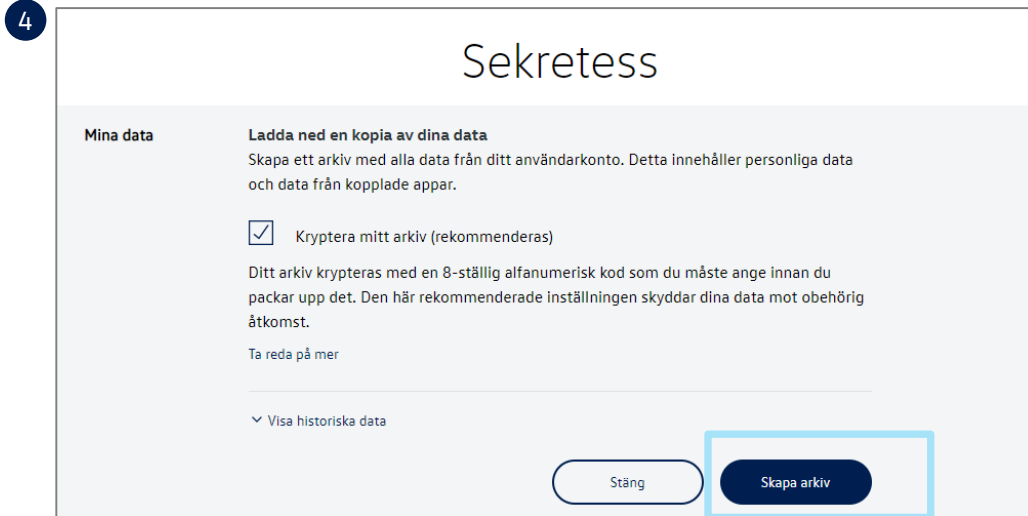 4
Sekretess
Mina data
Ladda ned en kopia av dina data
Skapa ett arkiv med alla data från ditt användarkonto. Detta innehåller personliga data
och data från kopplade appar.
Kryptera mitt arkiv (rekommenderas)
Ditt arkiv krypteras med en 8-ställig alfanumerisk kod som du måste ange innan du
packar upp det. Den här rekommenderade inställningen skyddar dina data mot obehörig
åtkomst.
Ta reda på mer
Visa historiska data
Stäng
Skapa arkiv